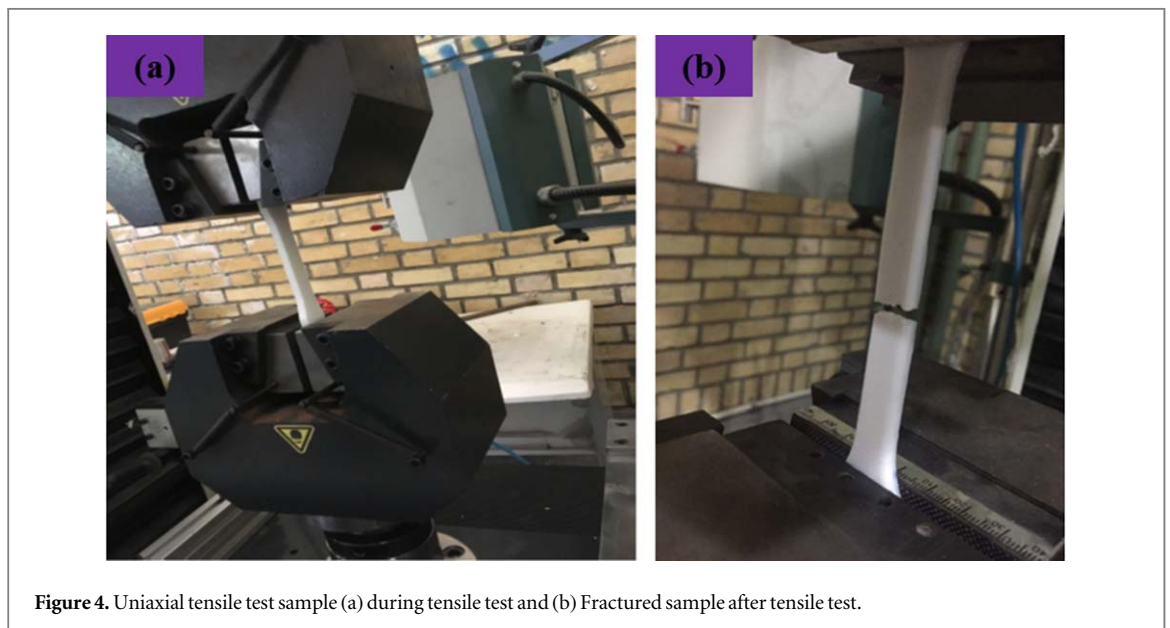 (a)
(b)
Figure 4. Uniaxial tensile test sample (a) during tensile test and (b) Fractured sample after tensile test.